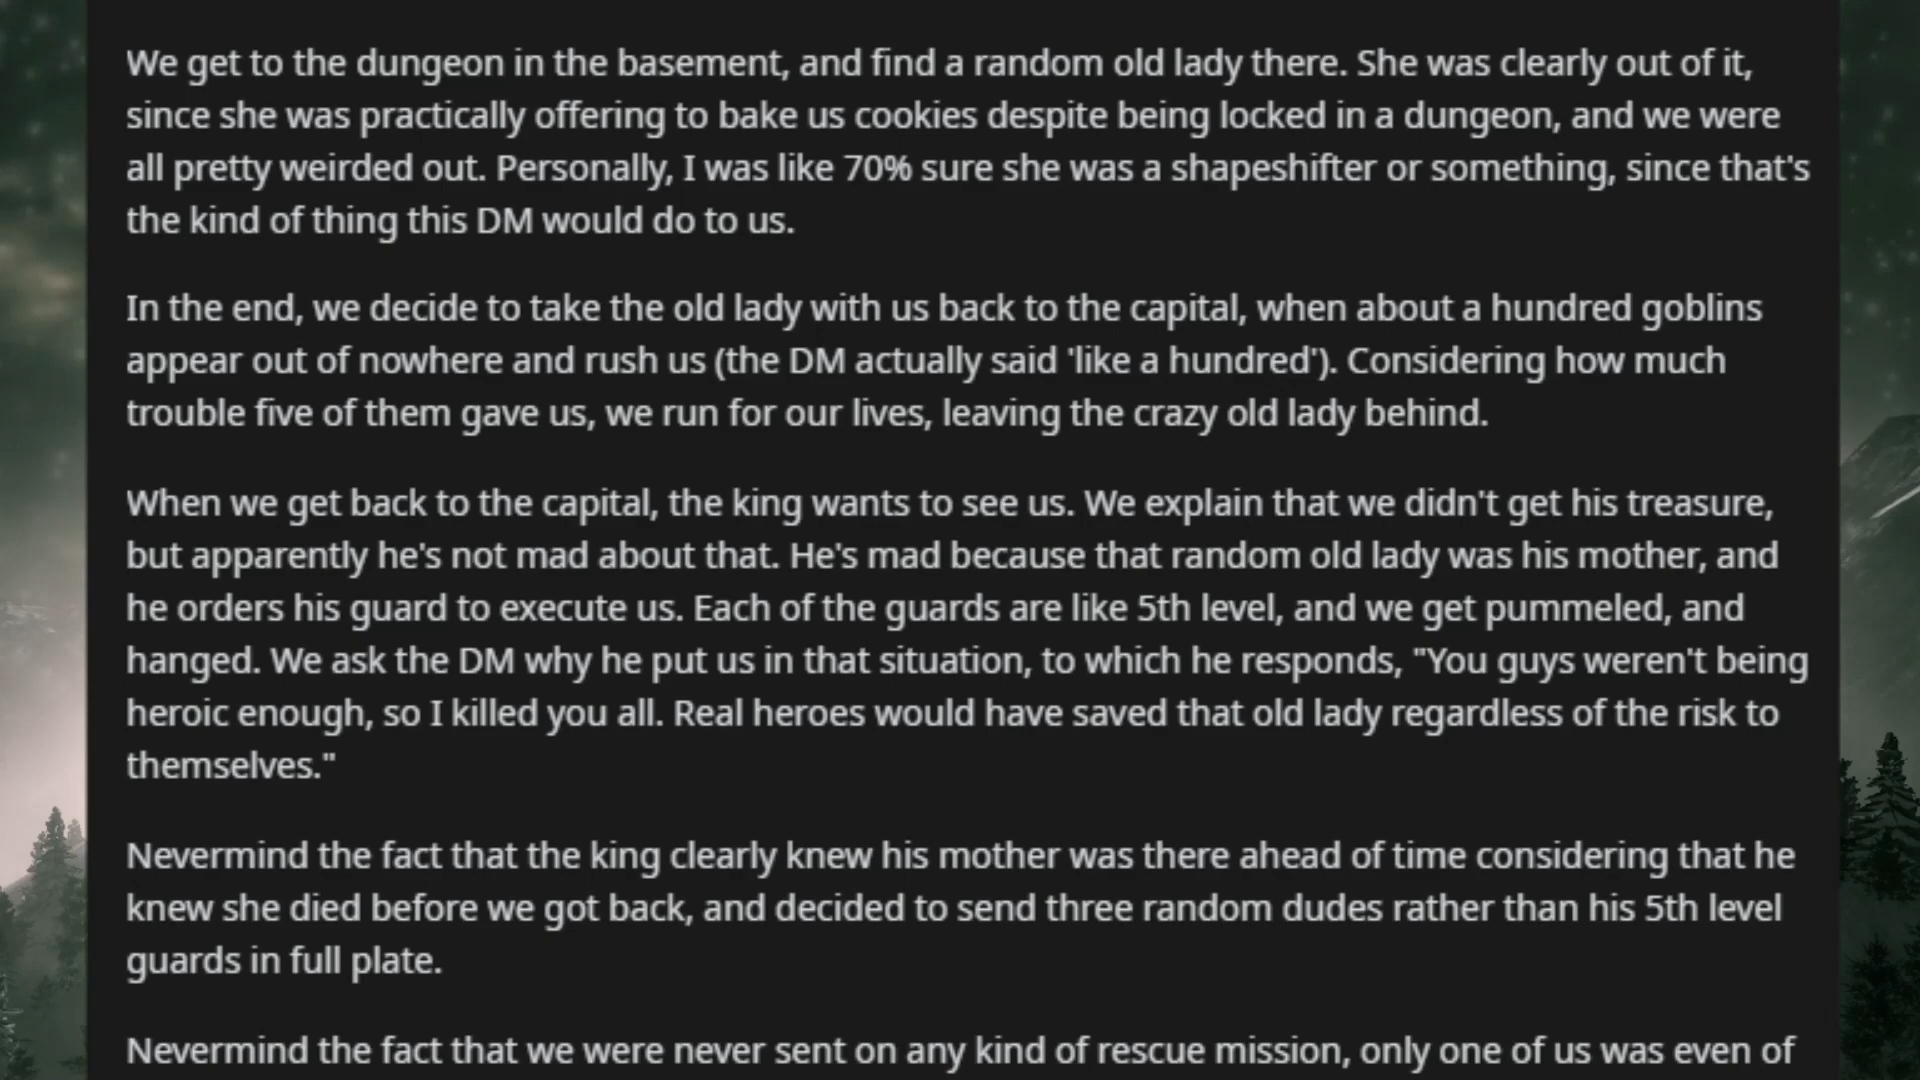 We get to the dungeon in the basement, and find a random old lady there. She was clearly out of it,
since she was practically offering to bake us cookies despite being locked in a dungeon, and we were
all pretty weirded out. Personally, I was like 70% sure she was a shapeshifter or something, since that's
the kind of thing this DM would do to us.
In the end, we decide to take the old lady with us back to the capital, when about a hundred goblins
appear out of nowhere and rush us (the DM actually said 'like a hundred'). Considering how much
trouble five of them gave us, we run for our lives, leaving the crazy old lady behind.
When we get back to the capital, the king wants to see us. We explain that we didn't get his treasure,
but apparently he's not mad about that. He's mad because that random old lady was his mother, and
he orders his guard to execute us. Each of the guards are like 5th level, and we get pummeled, and
hanged. We ask the DM why he put us in that situation, to which he responds, "You guys weren't being
heroic enough, so I killed you all. Real heroes would have saved that old lady regardless of the risk to
themselves."
Nevermind the fact that the king clearly knew his mother was there ahead of time considering that he
knew she died before we got back, and decided to send three random dudes rather than his 5th level
guards in full plate.
Nevermind the fact that we were never sent on any kind of rescue mission, only one of us was even of